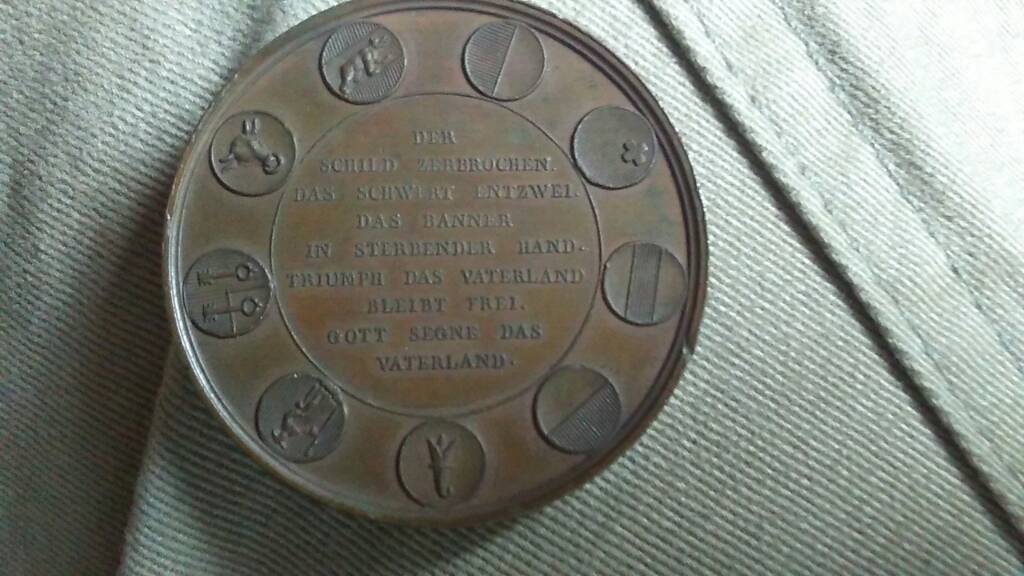 DER
SCHILD ZERBROCHEN.
DAS SCHWERT ENTZWEI.
DAS BANNER
IN STERBENDER HAND.
TRIUMPH DAS VATERLAND
BLEIBT FREI.
GOTT SEGNE DAS
VATERLAND.